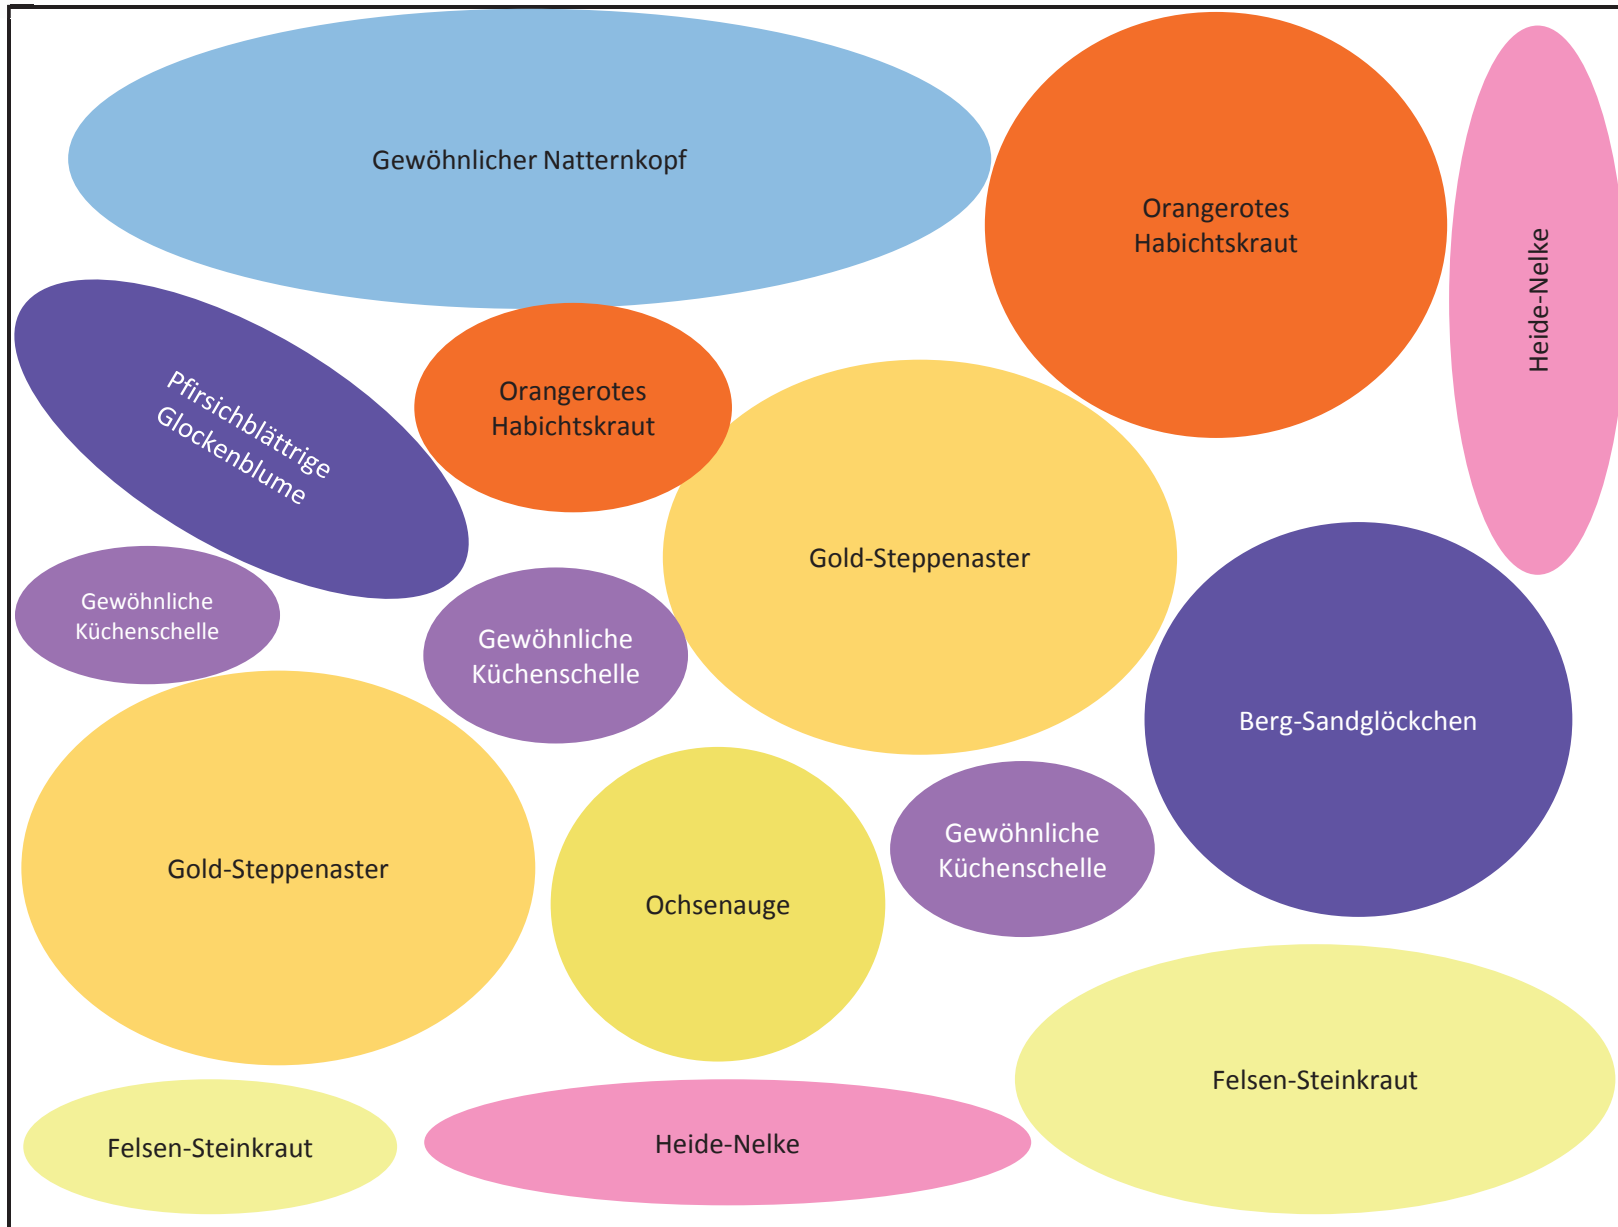 Gewöhnlicher Natternkopf
Orangerotes
Habichtskraut
Heide-Nelke
Pfirsichblättrige
Glockenblume
Orangerotes
Habichtskraut
Gold-Steppenaster
Gewöhnliche
Küchenschelle
Gewöhnliche
Küchenschelle
Berg-Sandglöckchen
Gold-Steppenaster
Ochsenauge
Gewöhnliche
Küchenschelle
Felsen-Steinkraut
Felsen-Steinkraut
Heide-Nelke